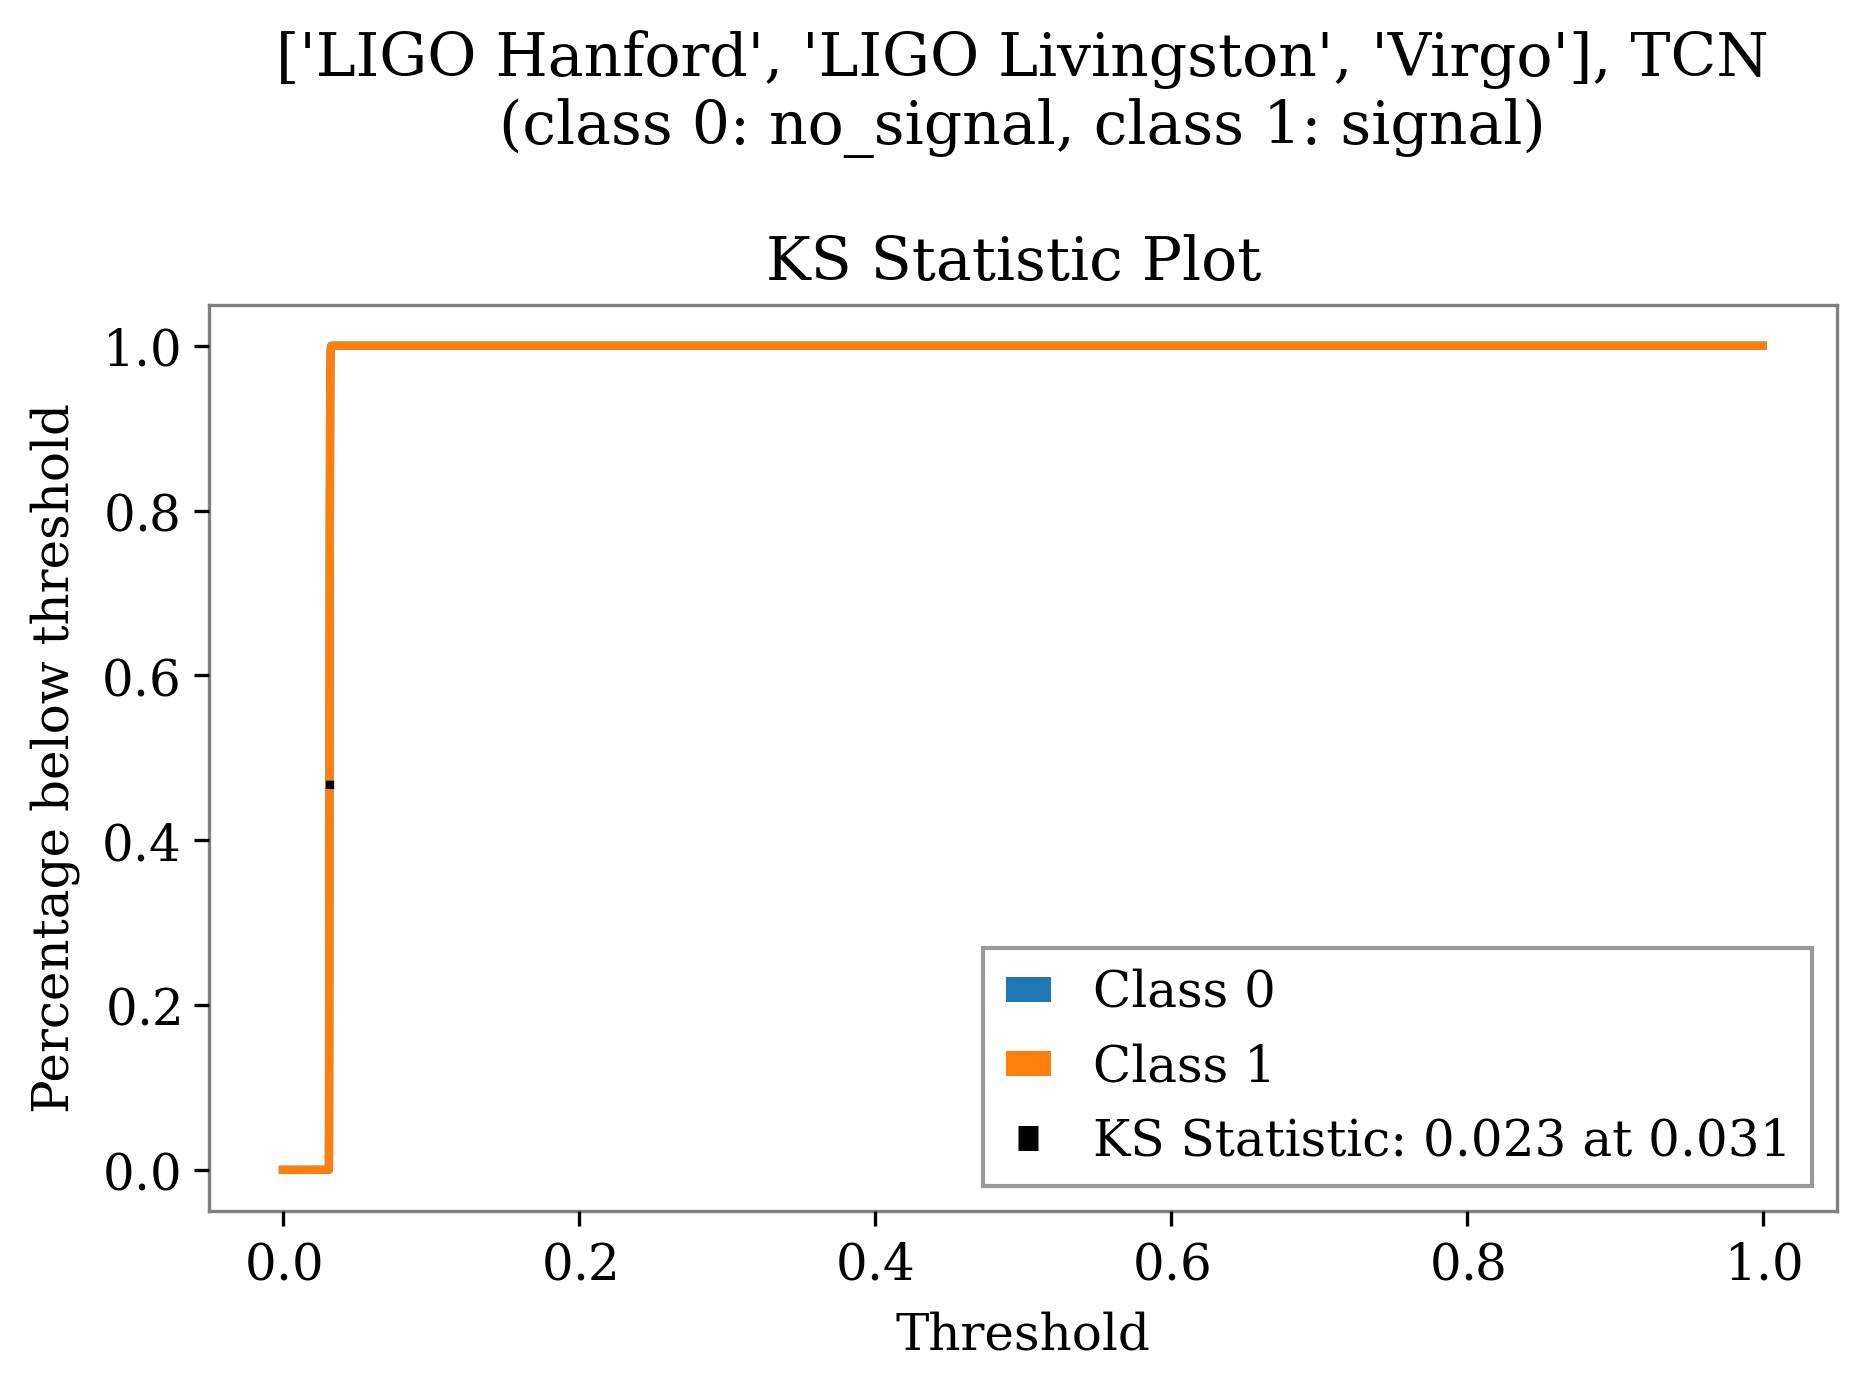 ['LIGO Hanford', 'LIGO Livingston', 'Virgo'], TCN
(class 0: no_signal, class 1: signal)
KS Statistic Plot
Percentage below threshold
1.0
0.8
0.6
0.4
0.2
0.0
Class 0
Class 1
KS Statistic: 0.023 at 0.031
0.0 0.2 0.4 0.6 0.8 1.0
Threshold